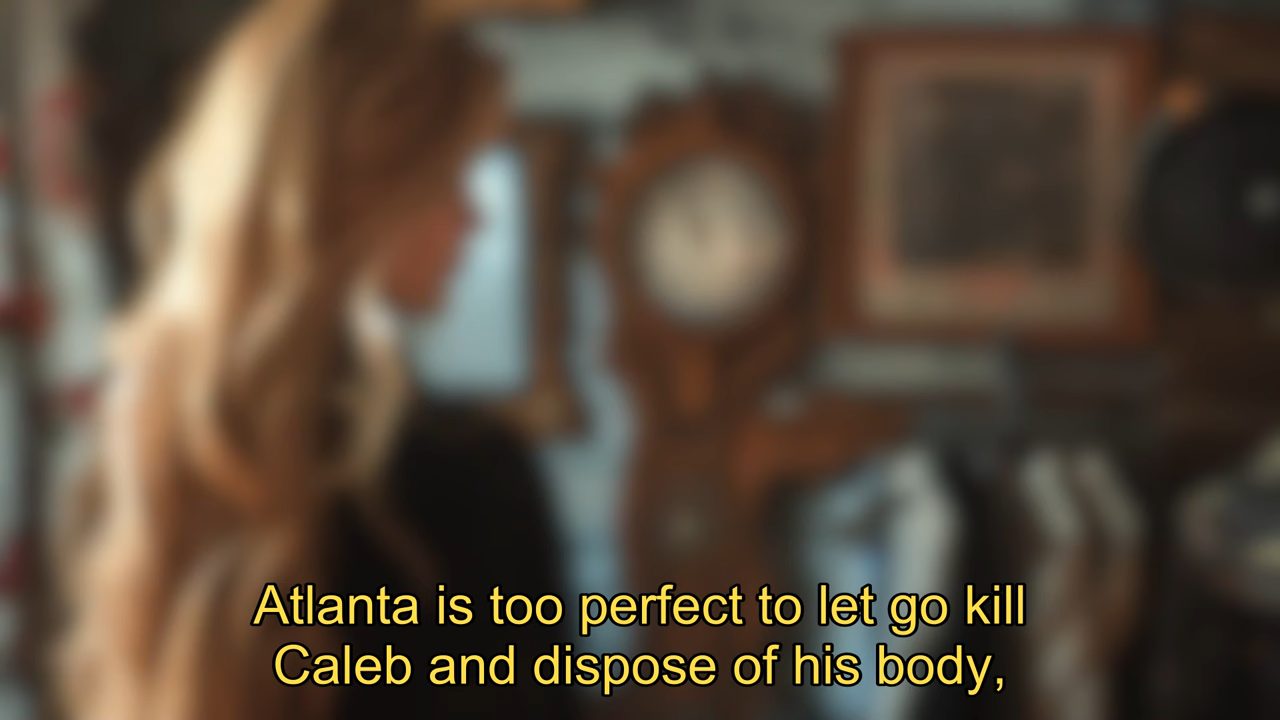 Atlanta is too perfect to let go kill
Caleb and dispose of his body,